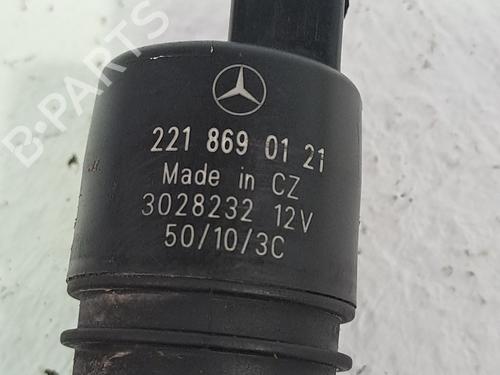 221 869 01 21
Made in CZ
3028232 12V
50/10/3C
B-PARTS